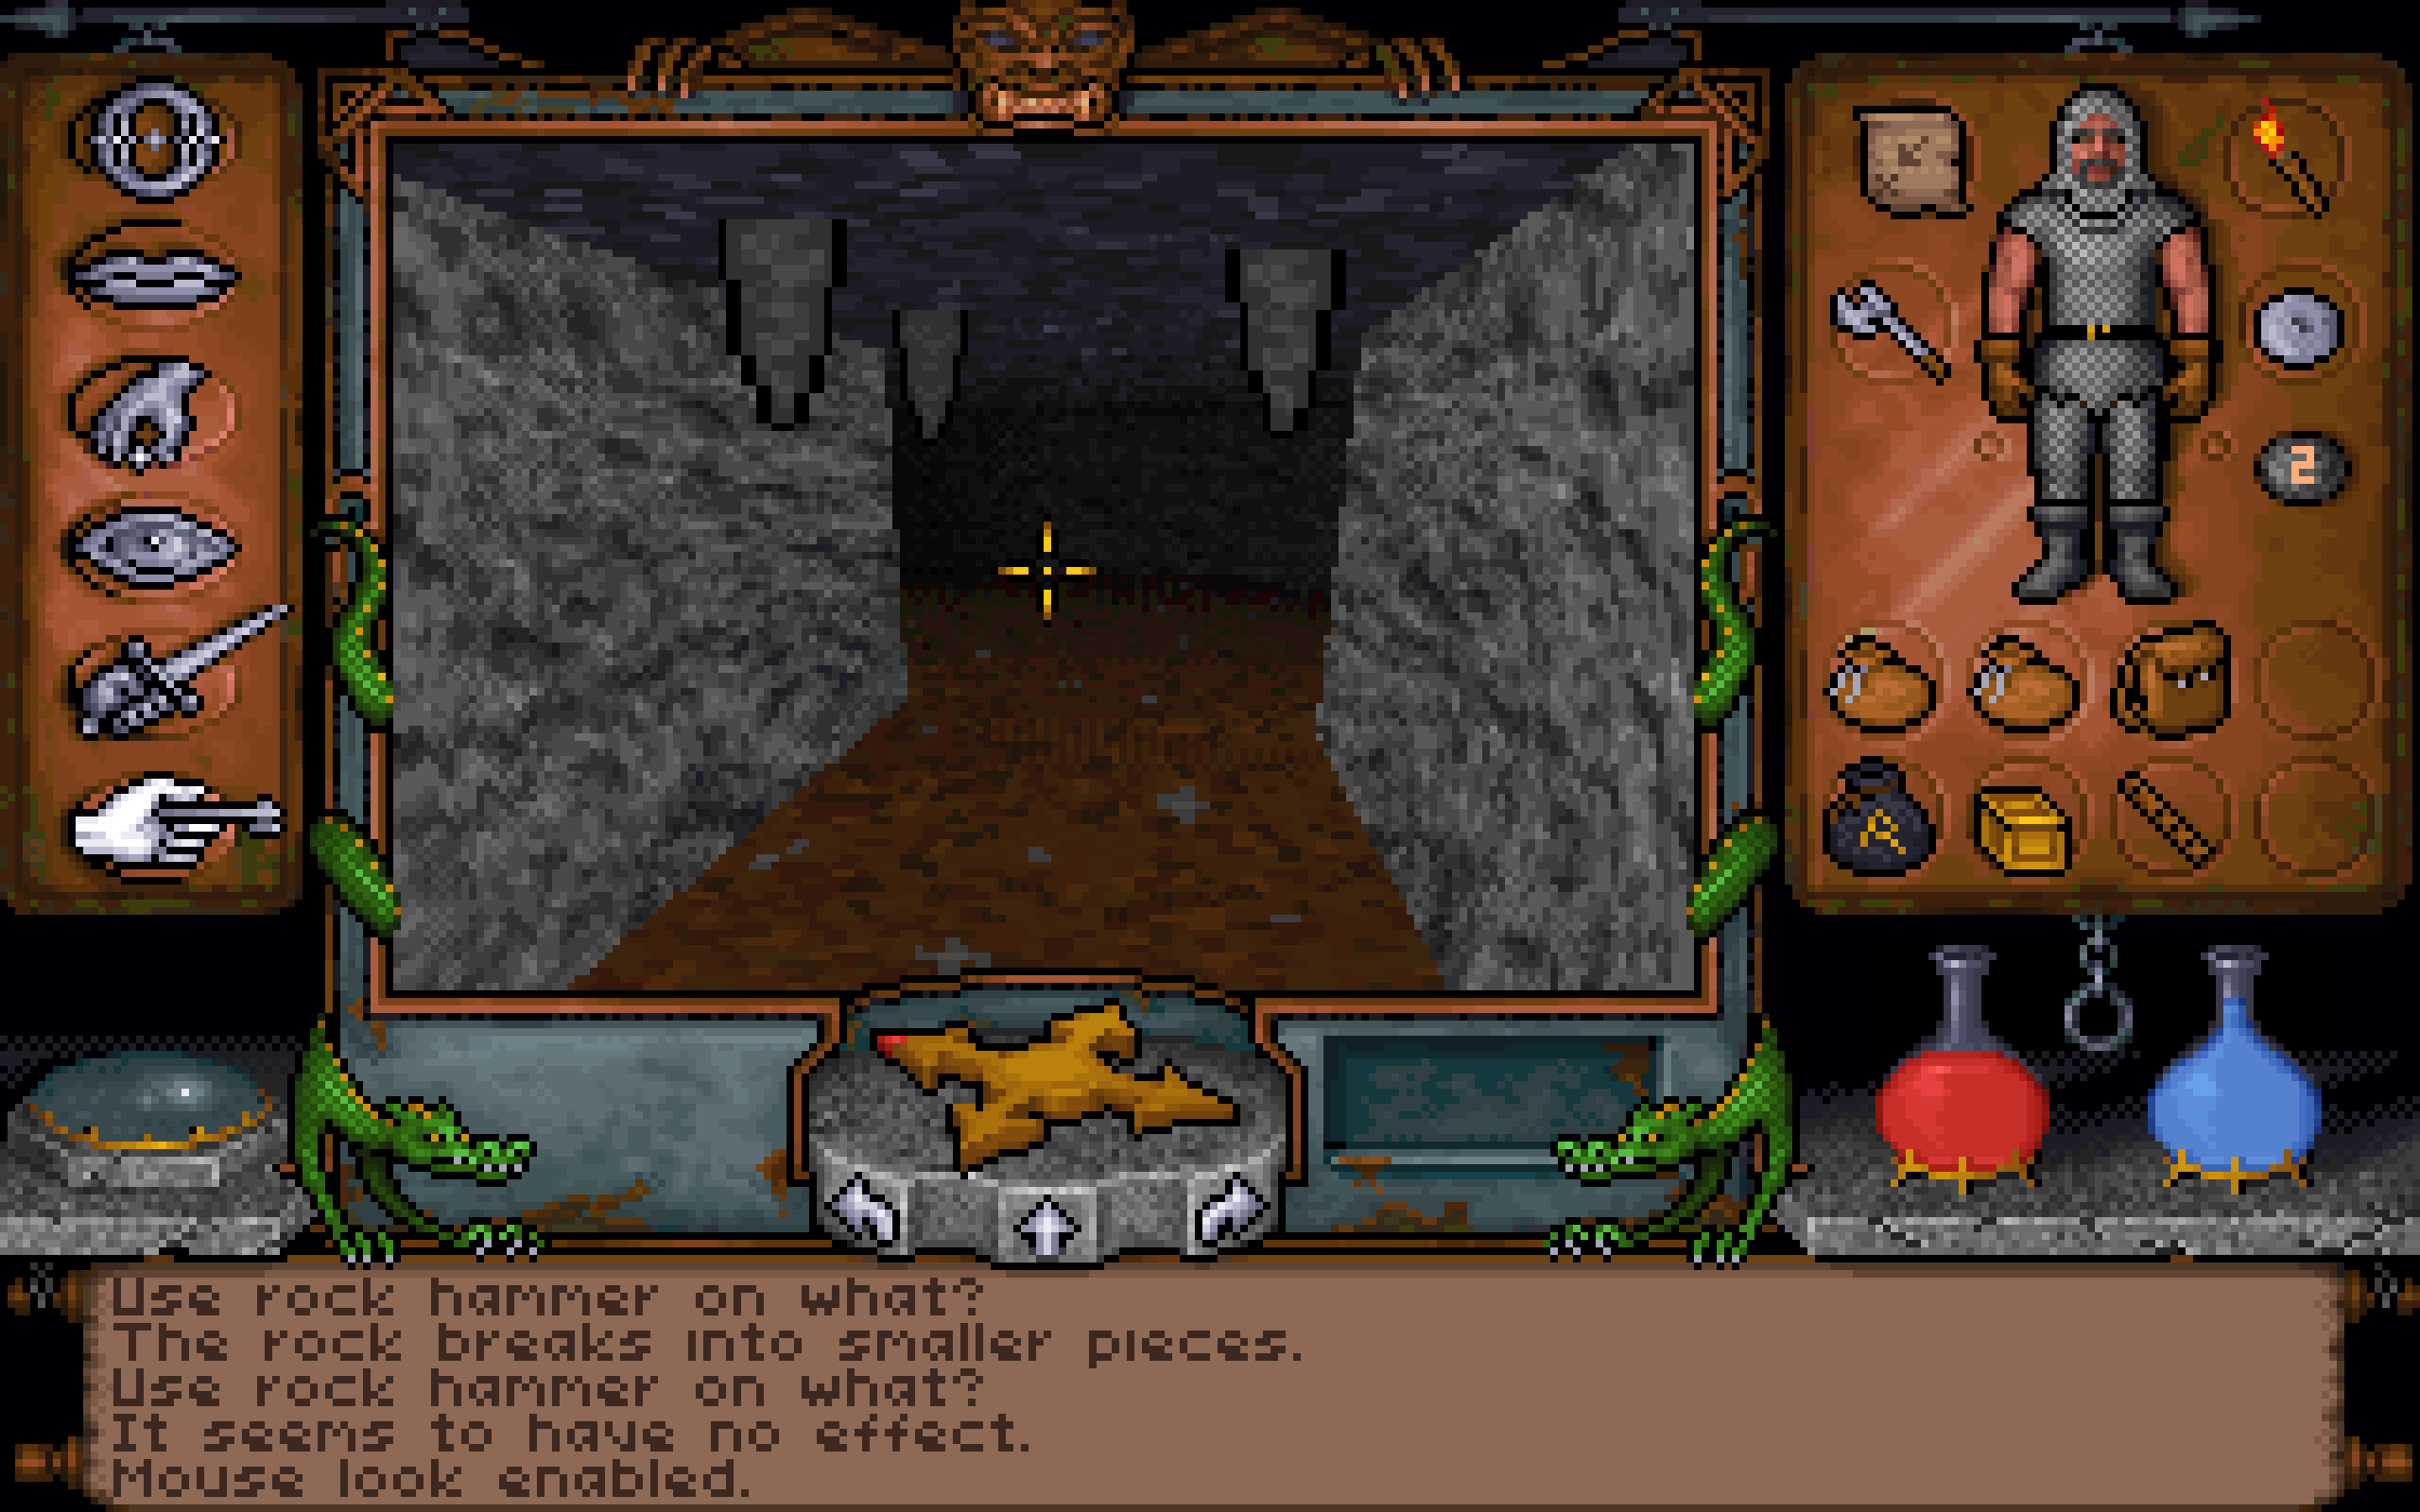 2
Use rock hammer on what?
The rock breaks into smaller pieces.
Use rock hammer on what?
It seems to have no effect.
Mouse look enabled.